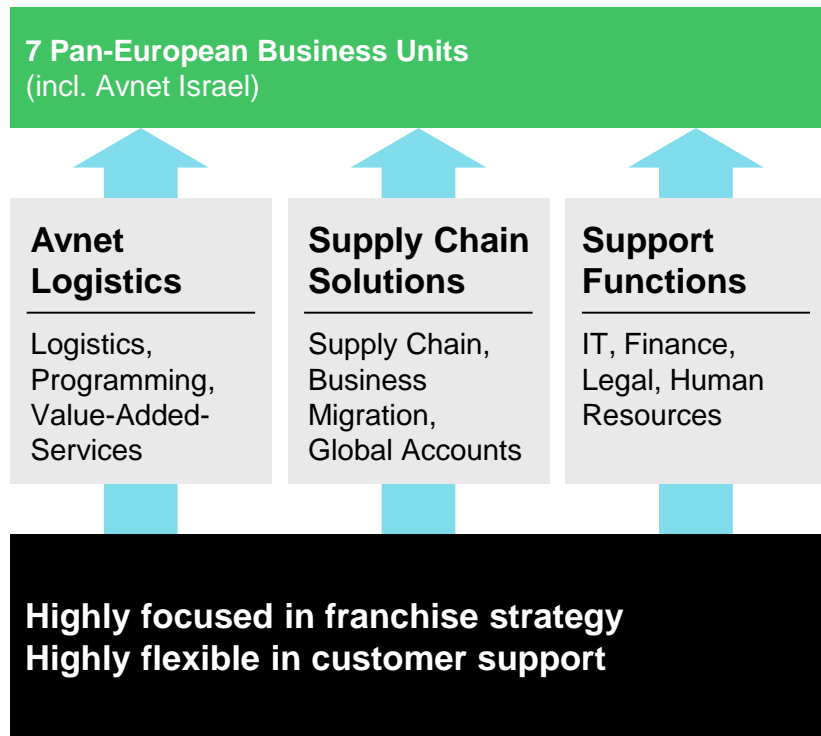 7 Pan-European Business Units
(incl. Avnet Israel)
Avnet
Logistics
Logistics,
Programming,
Value-Added-
Services
Supply Chain
Solutions
Supply Chain,
Business
Migration,
Global Accounts
Support
Functions
IT, Finance,
Legal, Human
Resources
Highly focused in franchise strategy
Highly flexible in customer support